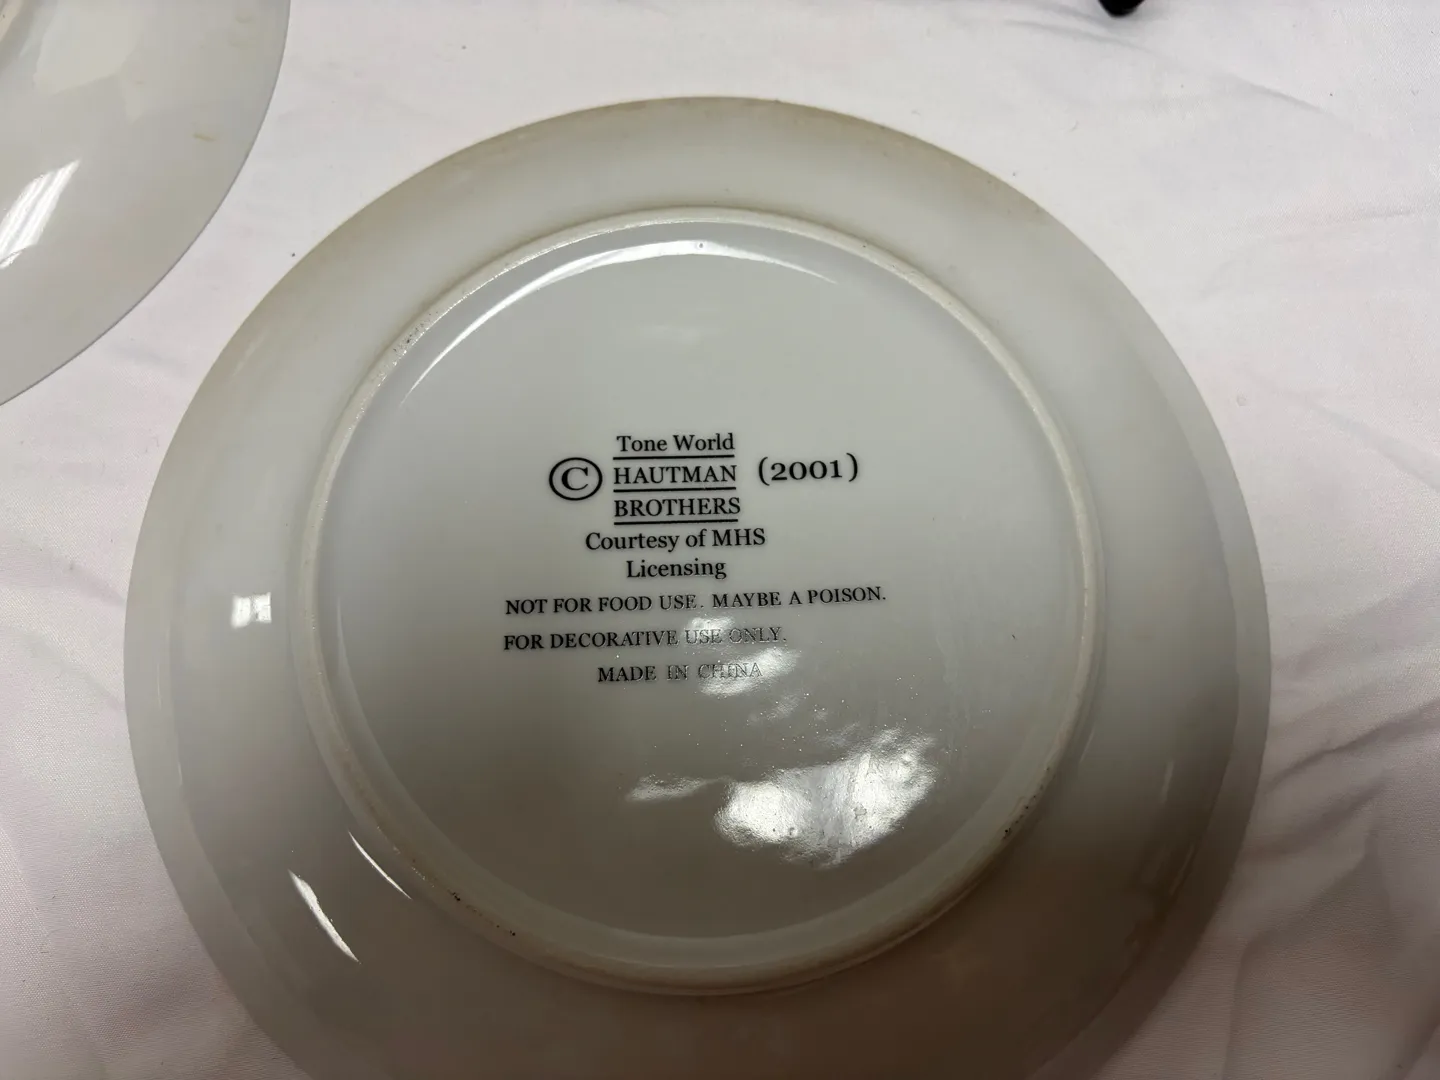 Tone World
© HAUTMAN (2001)
BROTHERS
Courtesy of MHS
Licensing
NOT FOR FOOD USE. MAYBE A POISON.
FOR DECORATIVE USE ONLY.
MADE IN CHINA